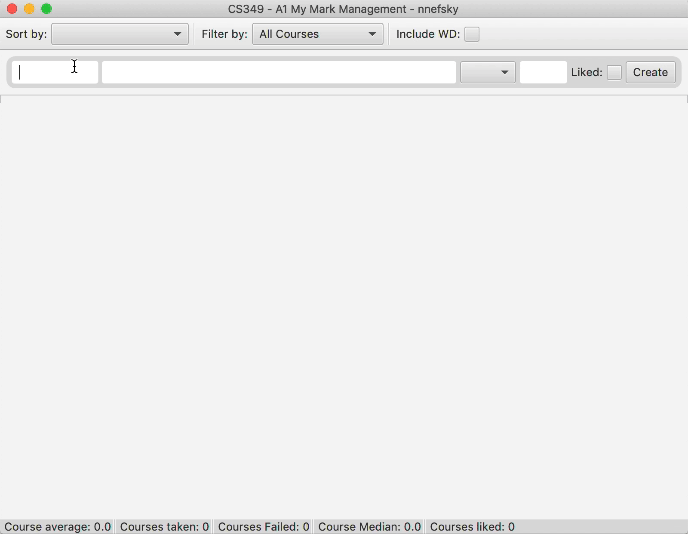 CS349 - A1 My Mark Management - nnefsky
Sort by: Filter by: All Courses Include WD:
Liked: Create
Course average: 0.0 Courses taken: 0 Courses Failed: 0 Course Median: 0.0 Courses liked: 0